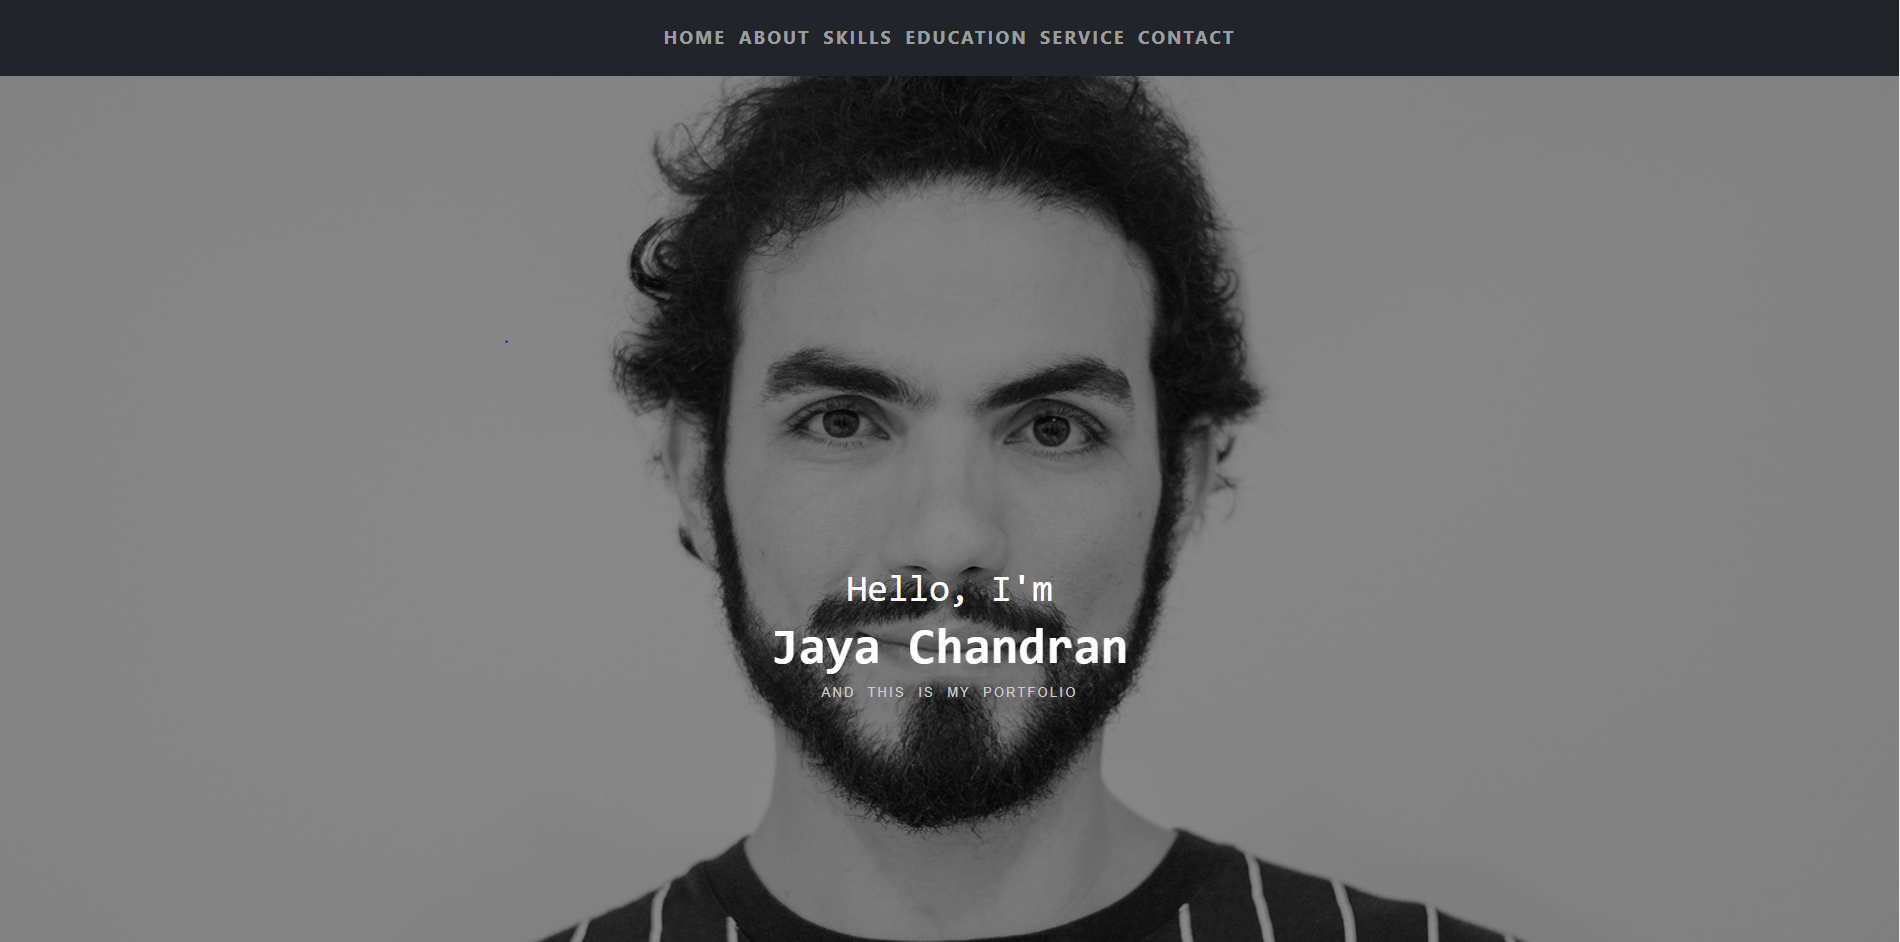 HOME ABOUT SKILLS EDUCATION SERVICE CONTACT
Hello, I'm
Jaya Chandran
AND THIS IS MY PORTFOLIO